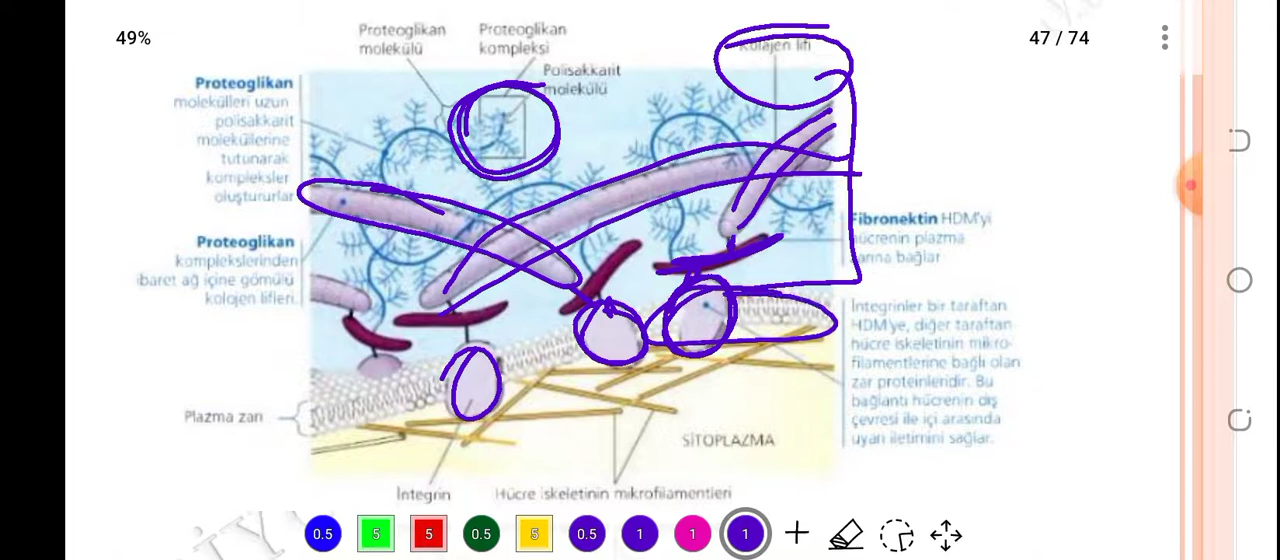 49%
47 / 74
Proteoglikan
molekülü
Proteoglikan
kompleksi
Polisakkarit
molekülü
Kolajen lifi
Proteoglikan
molekülleri uzun
polisakkarit
moleküllerine
tutunarak
kompleksler
oluştururlar
Proteoglikan
komplekslerinden
ibaret ağ içine gömülü
kolojen lifleri.
Fibronektin HDM'yi
hücrenin plazma
zarına bağlar
İntegrinler bir taraftan
HDM'ye, diğer taraftan
hücre iskeletinin mikro-
filamentlerine bağlı olan
zar proteinleridir. Bu
bağlantı hücrenin dış
çevresi ile içi arasında
uyarı iletimini sağlar.
Plazma zarı
SİTOPLAZMA
İntegrin
Hücre iskeletinin mikrofilamentleri
0.5
5
5
0.5
5
0.5
1
1
1